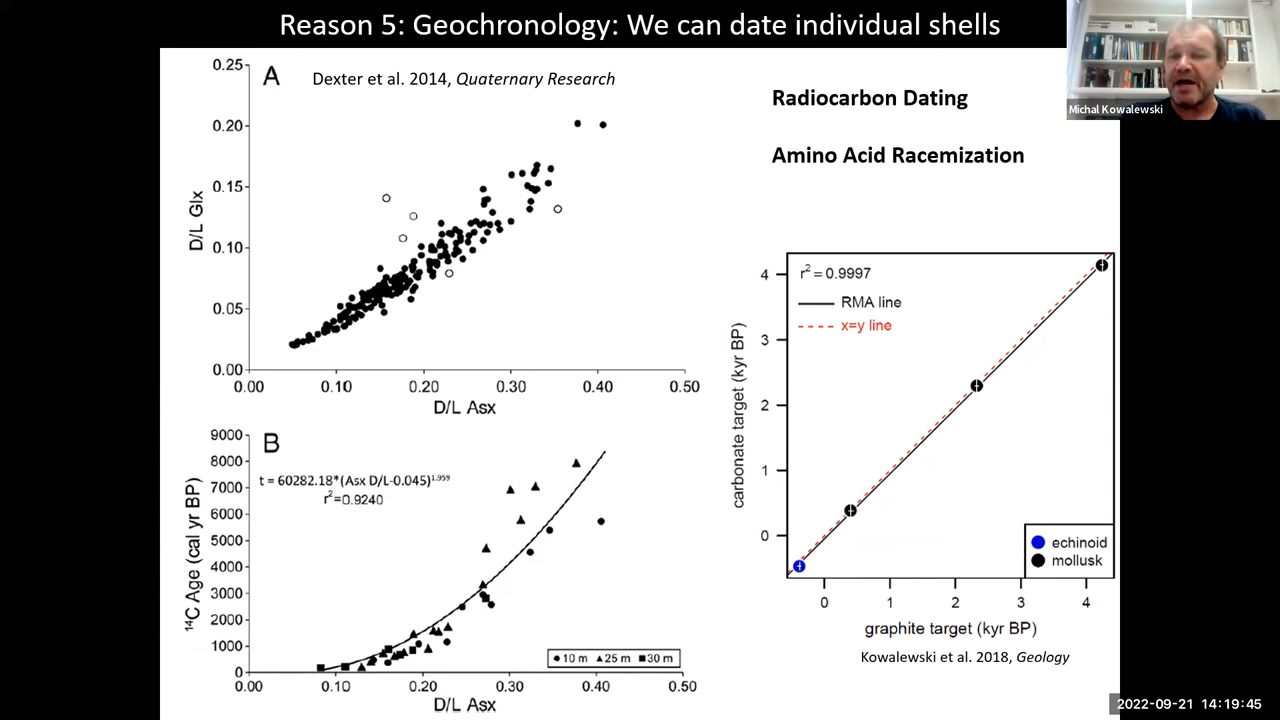 Reason 5: Geochronology: We can date individual shells
Michal Kowalewski
A
Dexter et al. 2014, Quaternary Research
0.25
0.20
0.15
0.10
0.05
0.00
D/L Glx
0.00 0.10 0.20 0.30 0.40 0.50
D/L Asx
B
t = 60282.18*(Asx D/L-0.045)^1.959
r²=0.9240
9000
8000
7000
6000
5000
4000
3000
2000
1000
0
¹⁴C Age (cal yr BP)
10 m 25 m 30 m
0.00 0.10 0.20 0.30 0.40 0.50
D/L Asx
Radiocarbon Dating
Amino Acid Racemization
r² = 0.9997
RMA line
x=y line
4
3
2
1
0
carbonate target (kyr BP)
echinoid
mollusk
0 1 2 3 4
graphite target (kyr BP)
Kowalewski et al. 2018, Geology
2022-09-21 14:19:45